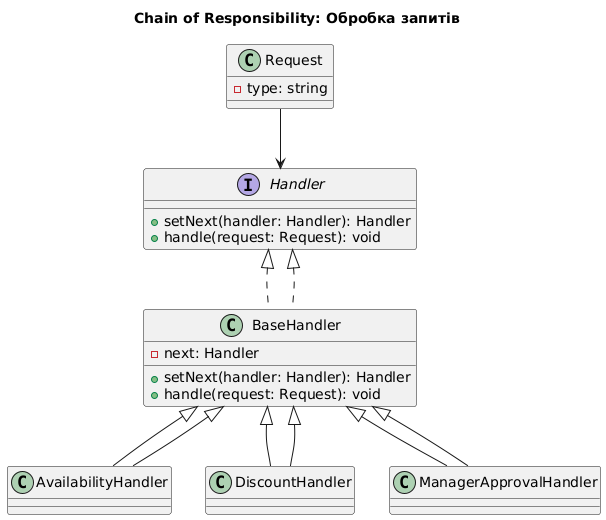 Chain of Responsibility: Обробка запитів
C Request
type: string
I Handler
setNext(handler: Handler): Handler
handle(request: Request): void
C BaseHandler
next: Handler
setNext(handler: Handler): Handler
handle(request: Request): void
C AvailabilityHandler
C DiscountHandler
C ManagerApprovalHandler